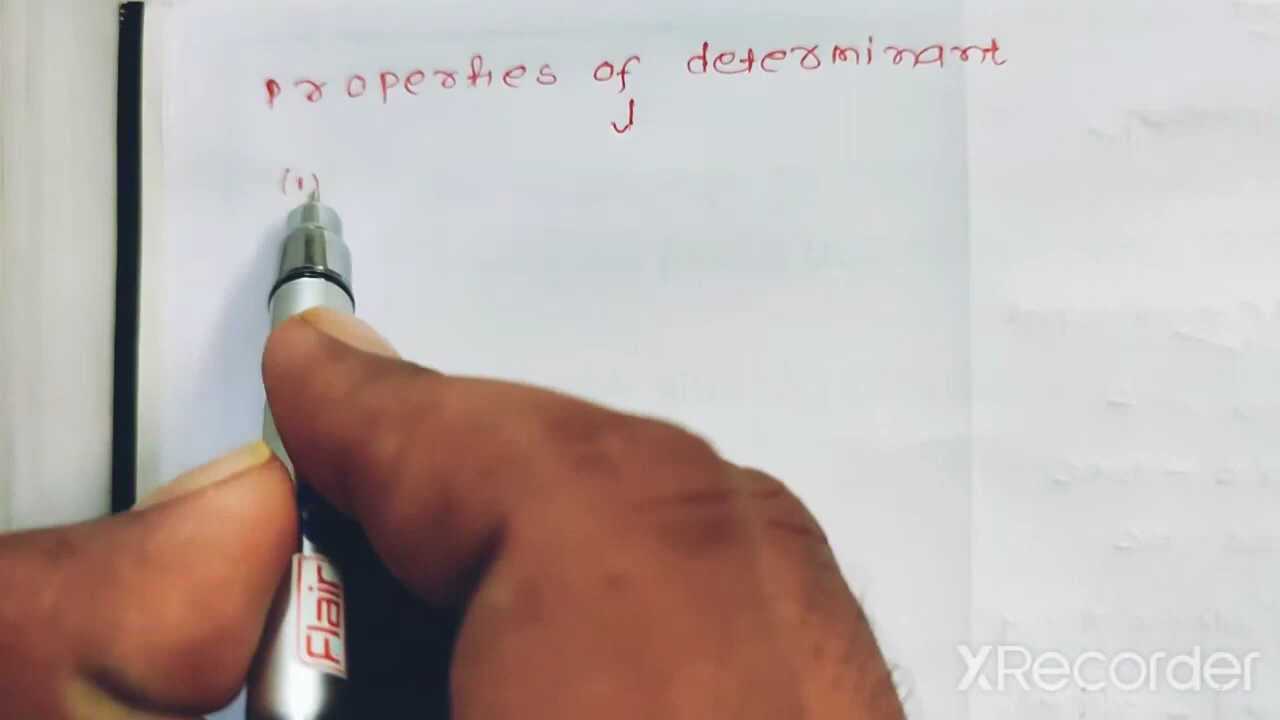 Properties of determinant
(1)
Flair
XRecorder